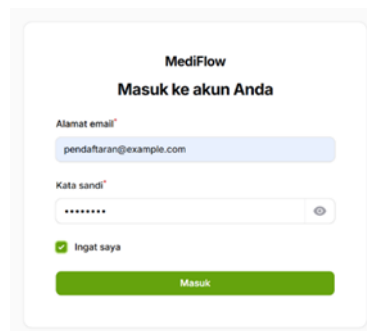 MediFlow
Masuk ke akun Anda
Alamat email*
pendaftaran@example.com
Kata sandi*
••••••••
Ingat saya
Masuk